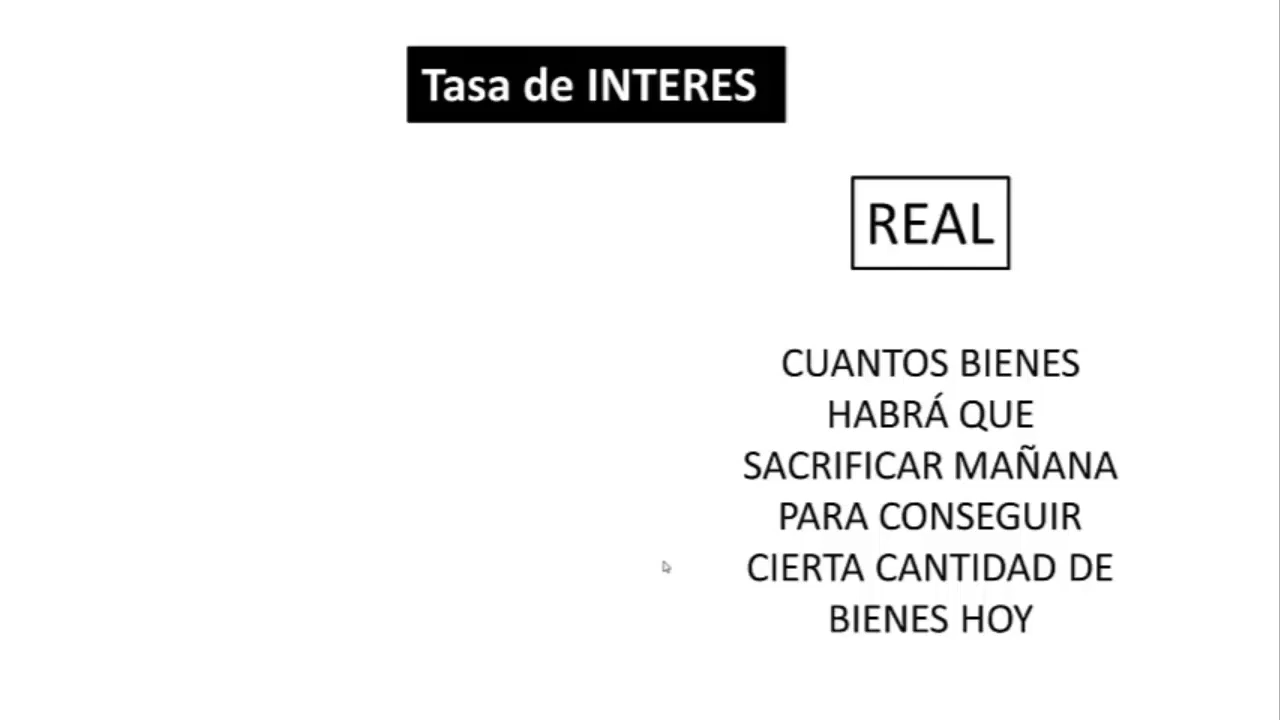 Tasa de INTERES
REAL
CUANTOS BIENES
HABRÁ QUE
SACRIFICAR MAÑANA
PARA CONSEGUIR
CIERTA CANTIDAD DE
BIENES HOY